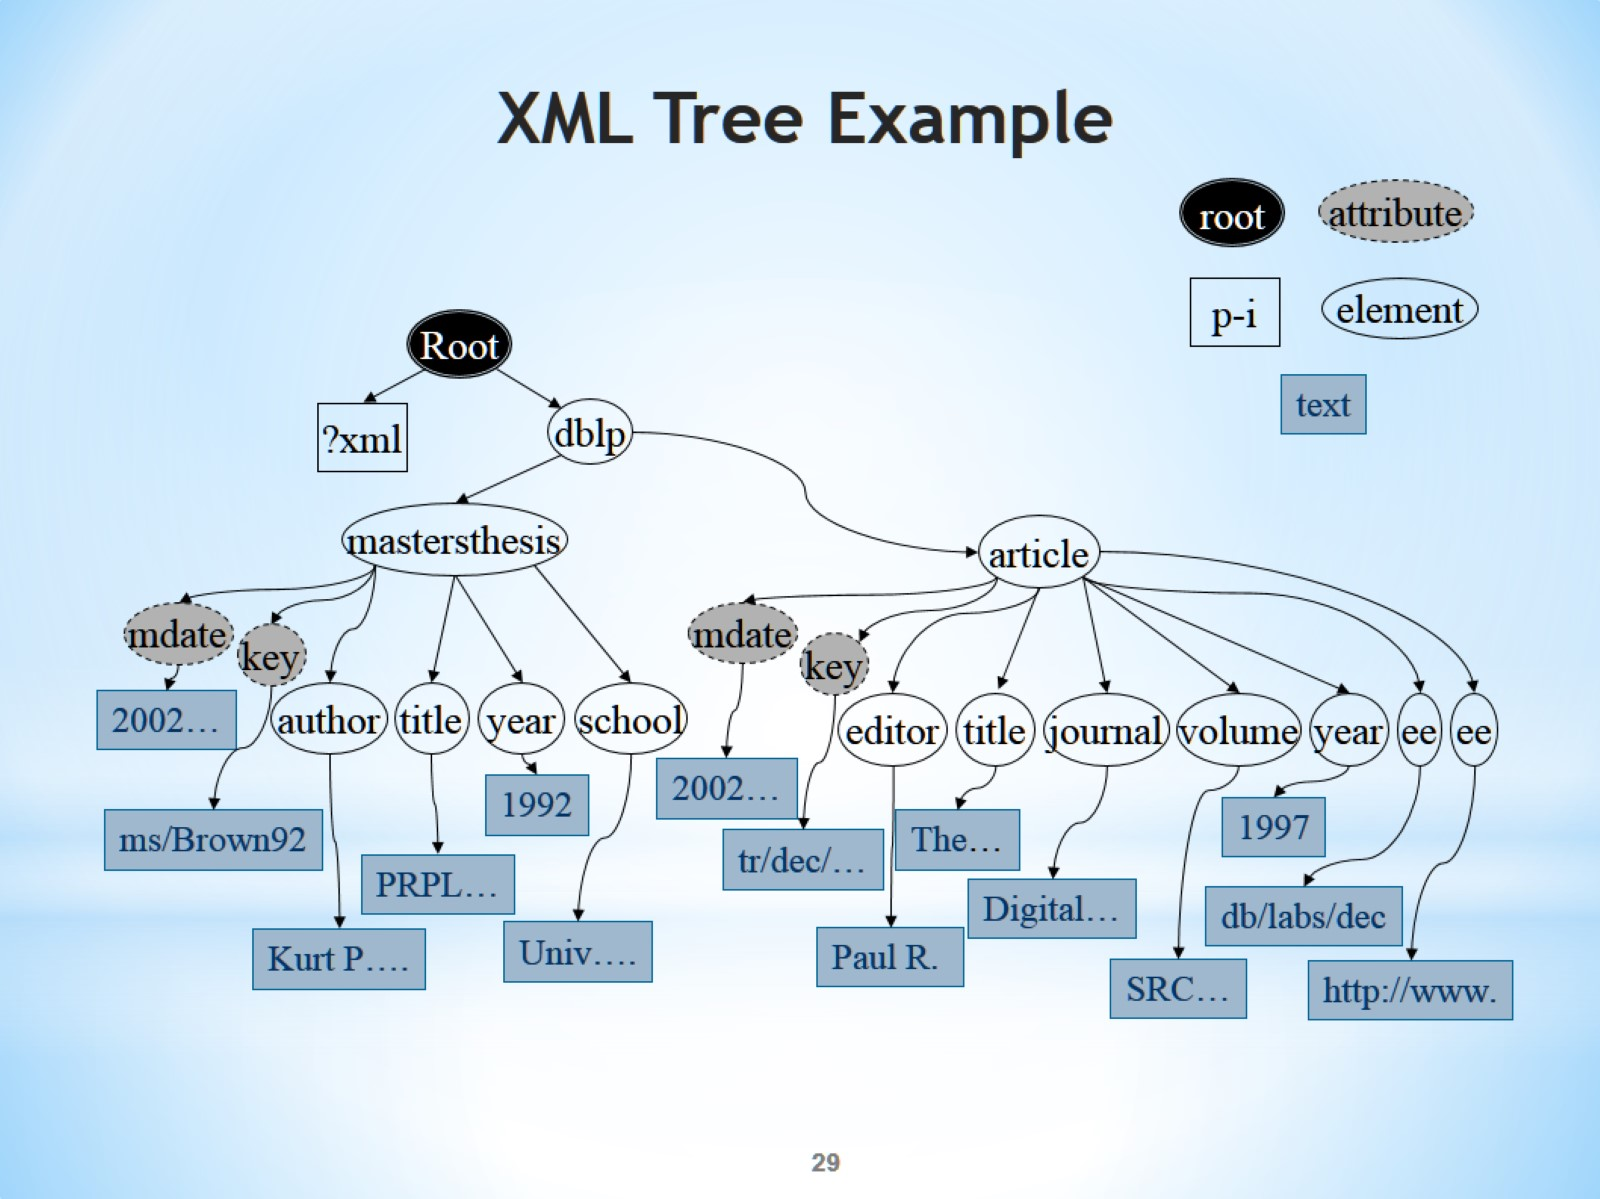 XML Tree Example
root
attribute
p-i
element
text
Root
?xml
dblp
mastersthesis
article
mdate
key
author
title
year
school
2002…
ms/Brown92
Kurt P….
PRPL…
1992
Univ….
mdate
key
editor
title
journal
volume
year
ee
ee
2002…
tr/dec/…
Paul R.
The…
Digital…
SRC…
1997
db/labs/dec
http://www.
29